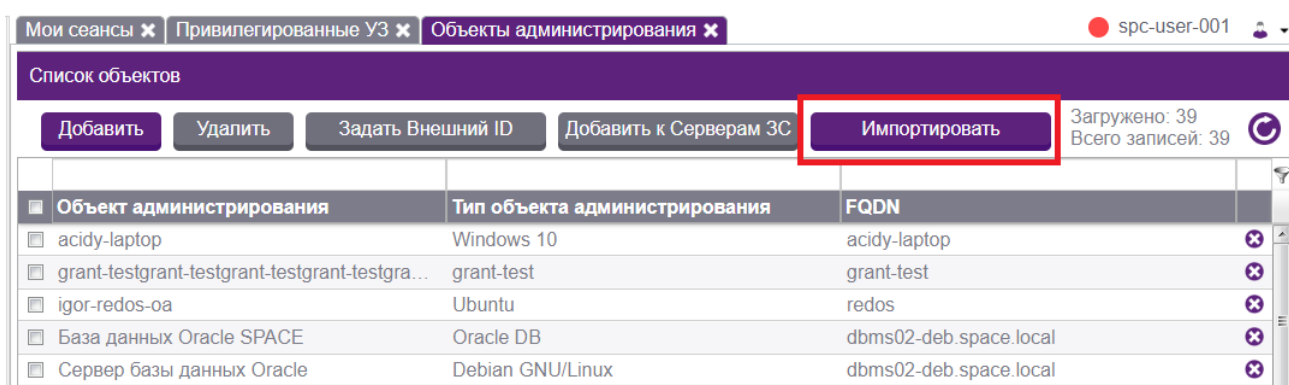 Мои сеансы Привилегированные УЗ Объекты администрирования spc-user-001
Список объектов
Добавить Удалить Задать Внешний ID Добавить к Серверам ЗС Импортировать Загружено: 39
Всего записей: 39
Объект администрирования Тип объекта администрирования FQDN
acidy-laptop Windows 10 acidy-laptop
grant-testgrant-testgrant-testgrant-testgra... grant-test grant-test
igor-redos-oa Ubuntu redos
База данных Oracle SPACE Oracle DB dbms02-deb.space.local
Сервер базы данных Oracle Debian GNU/Linux dbms02-deb.space.local